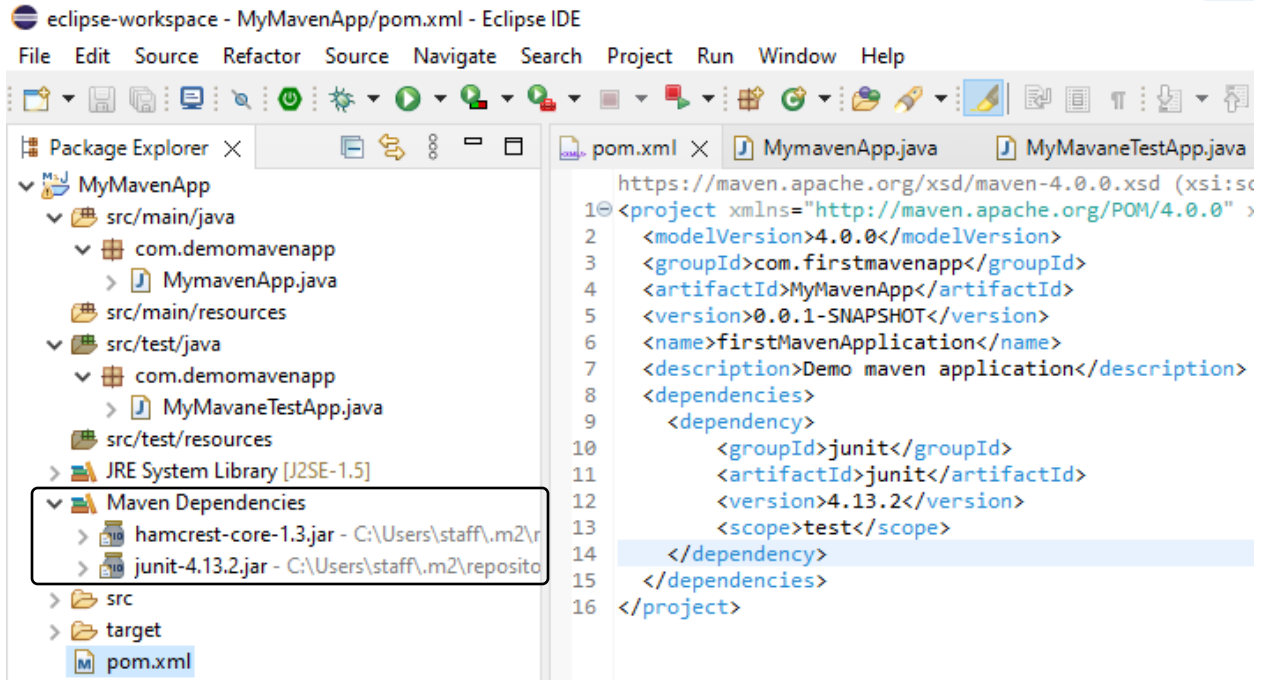 eclipse-workspace - MyMavenApp/pom.xml - Eclipse IDE
File Edit Source Refactor Source Navigate Search Project Run Window Help
Package Explorer
MyMavenApp
src/main/java
com.demomavenapp
MymavenApp.java
src/main/resources
src/test/java
com.demomavenapp
MyMavaneTestApp.java
src/test/resources
JRE System Library [J2SE-1.5]
Maven Dependencies
hamcrest-core-1.3.jar - C:\Users\staff\.m2\r
junit-4.13.2.jar - C:\Users\staff\.m2\reposito
src
target
pom.xml
pom.xml MymavenApp.java MyMavaneTestApp.java
https://maven.apache.org/xsd/maven-4.0.0.xsd (xsi:sc
1 <project xmlns="http://maven.apache.org/POM/4.0.0"
2 <modelVersion>4.0.0</modelVersion>
3 <groupId>com.firstmavenapp</groupId>
4 <artifactId>MyMavenApp</artifactId>
5 <version>0.0.1-SNAPSHOT</version>
6 <name>firstMavenApplication</name>
7 <description>Demo maven application</description>
8 <dependencies>
9 <dependency>
10 <groupId>junit</groupId>
11 <artifactId>junit</artifactId>
12 <version>4.13.2</version>
13 <scope>test</scope>
14 </dependency>
15 </dependencies>
16 </project>